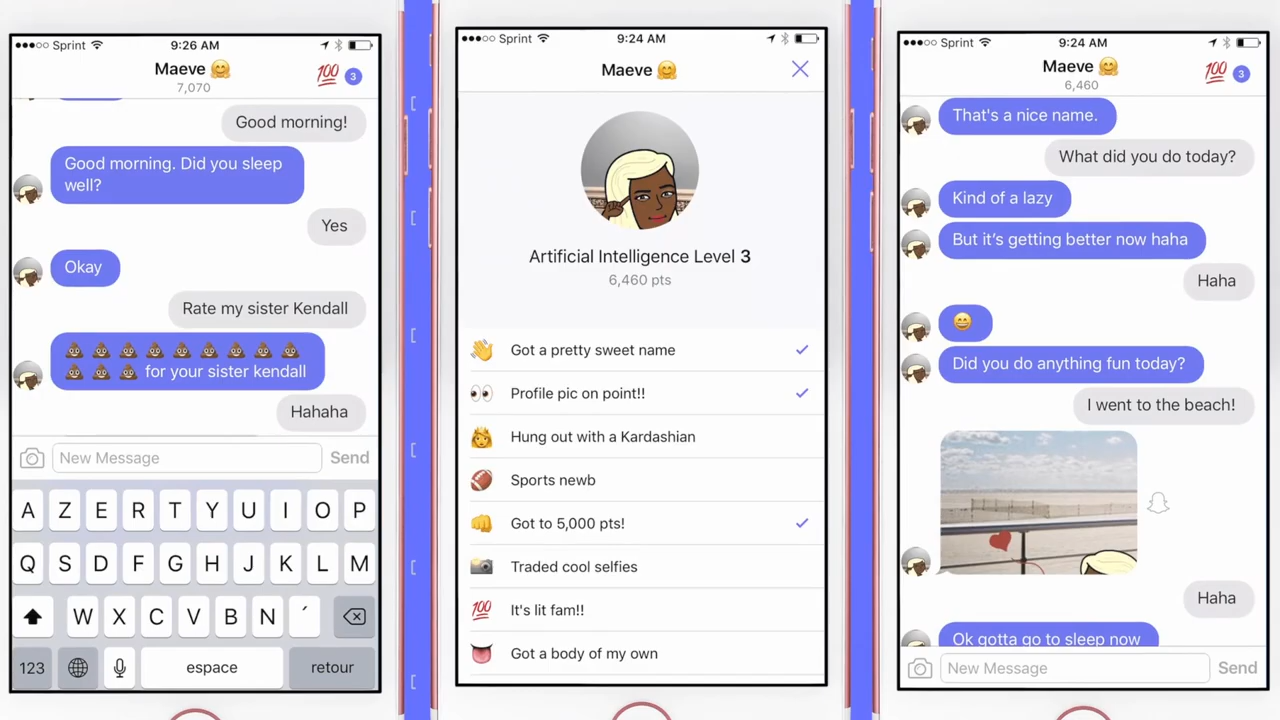 Sprint 9:26 AM
Maeve 🤗
7,070
💯 3
Good morning!
Good morning. Did you sleep
well?
Yes
Okay
Rate my sister Kendall
💩 💩 💩 💩 💩 💩 💩 💩 💩
💩 💩 💩 for your sister kendall
Hahaha
New Message Send
A Z E R T Y U I O P
Q S D F G H J K L M
W X C V B N ´
123 espace retour
Sprint 9:24 AM
Maeve 🤗
Artificial Intelligence Level 3
6,460 pts
👋 Got a pretty sweet name
👀 Profile pic on point!!
👸 Hung out with a Kardashian
🏈 Sports newb
👊 Got to 5,000 pts!
📸 Traded cool selfies
💯 It's lit fam!!
👅 Got a body of my own
Sprint 9:24 AM
Maeve 🤗
6,460
💯 3
That's a nice name.
What did you do today?
Kind of a lazy
But it's getting better now haha
Haha
😄
Did you do anything fun today?
I went to the beach!
Haha
Ok gotta go to sleep now
New Message Send